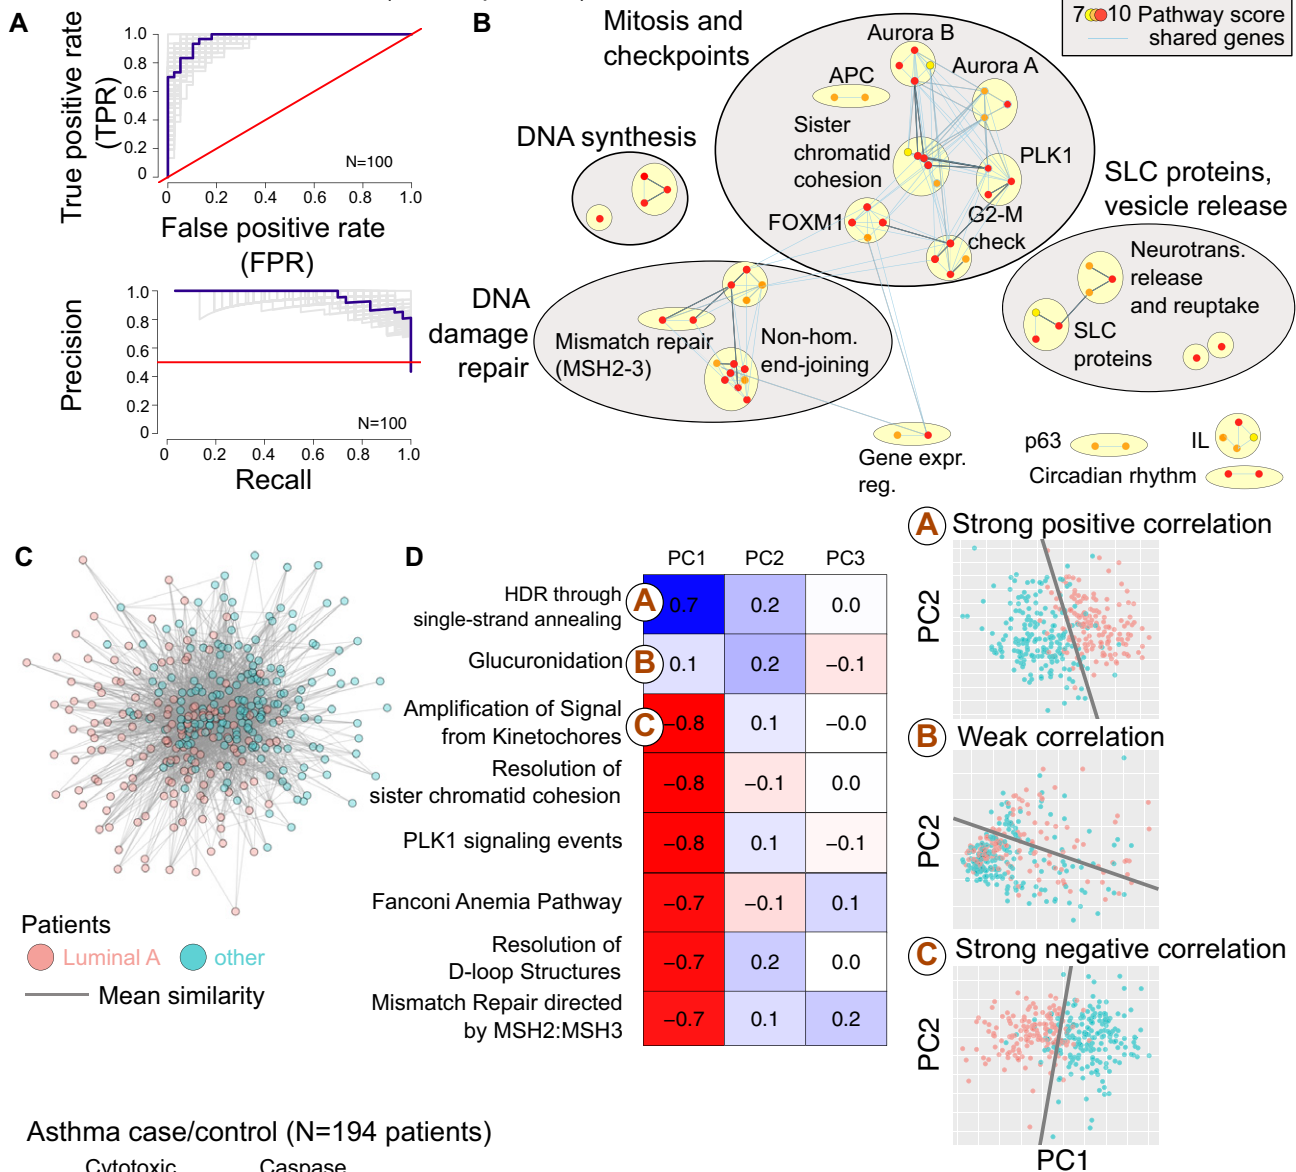 A
True positive rate
(TPR)
1.0
0.8
0.6
0.4
0.2
0
N=100
0
0.2
0.4
0.6
0.8
1.0
False positive rate
(FPR)
Precision
1.0
0.8
0.6
0.4
0.2
0
N=100
0
0.2
0.4
0.6
0.8
1.0
Recall
B
7 10 Pathway score
shared genes
Mitosis and
checkpoints
Aurora B
Aurora A
APC
Sister
chromatid
cohesion
PLK1
FOXM1
G2-M
check
DNA synthesis
SLC proteins,
vesicle release
Neurotrans.
release
and reuptake
SLC
proteins
DNA
damage
repair
Mismatch repair
(MSH2-3)
Non-hom.
end-joining
Gene expr.
reg.
p63
IL
Circadian rhythm
C
Patients
Luminal A
other
Mean similarity
D
PC1 PC2 PC3
HDR through
single-strand annealing
A 0.7 0.2 0.0
Glucuronidation
B 0.1 0.2 −0.1
Amplification of Signal
from Kinetochores
C −0.8 0.1 −0.0
Resolution of
sister chromatid cohesion
−0.8 −0.1 0.0
PLK1 signaling events
−0.8 0.1 −0.1
Fanconi Anemia Pathway
−0.7 −0.1 0.1
Resolution of
D-loop Structures
−0.7 0.2 0.0
Mismatch Repair directed
by MSH2:MSH3
−0.7 0.1 0.2
A Strong positive correlation
PC2
B Weak correlation
PC2
C Strong negative correlation
PC2
PC1
Asthma case/control (N=194 patients)
Cytotoxic
Caspase